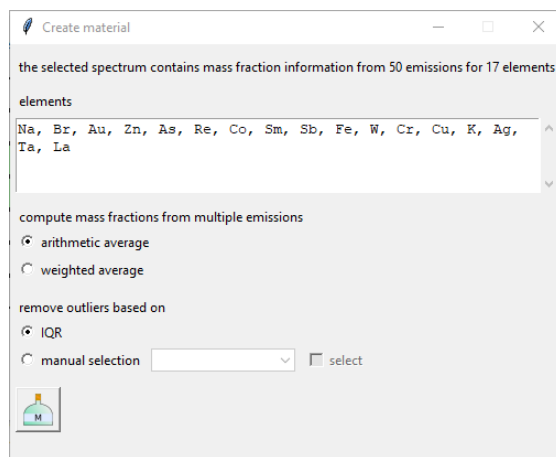 Create material
the selected spectrum contains mass fraction information from 50 emissions for 17 elements
elements
Na, Br, Au, Zn, As, Re, Co, Sm, Sb, Fe, W, Cr, Cu, K, Ag,
Ta, La
compute mass fractions from multiple emissions
arithmetic average
weighted average
remove outliers based on
IQR
manual selection select
M